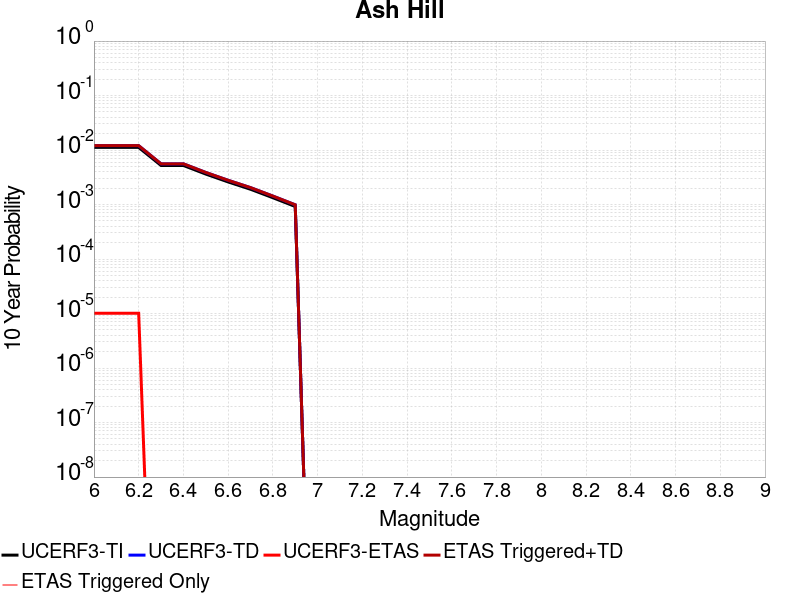 Ash Hill
10 Year Probability
10^0
10^-1
10^-2
10^-3
10^-4
10^-5
10^-6
10^-7
10^-8
6 6.2 6.4 6.6 6.8 7 7.2 7.4 7.6 7.8 8 8.2 8.4 8.6 8.8 9
Magnitude
UCERF3-TI UCERF3-TD UCERF3-ETAS ETAS Triggered+TD
ETAS Triggered Only